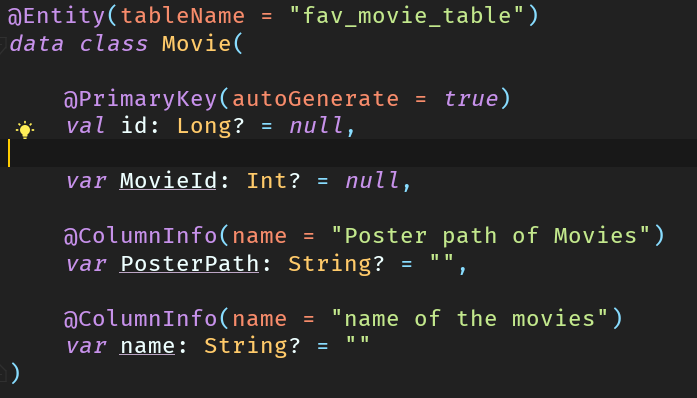 @Entity(tableName = "fav_movie_table")
data class Movie(
@PrimaryKey(autoGenerate = true)
val id: Long? = null,
var MovieId: Int? = null,
@ColumnInfo(name = "Poster path of Movies")
var PosterPath: String? = "",
@ColumnInfo(name = "name of the movies")
var name: String? = ""
)